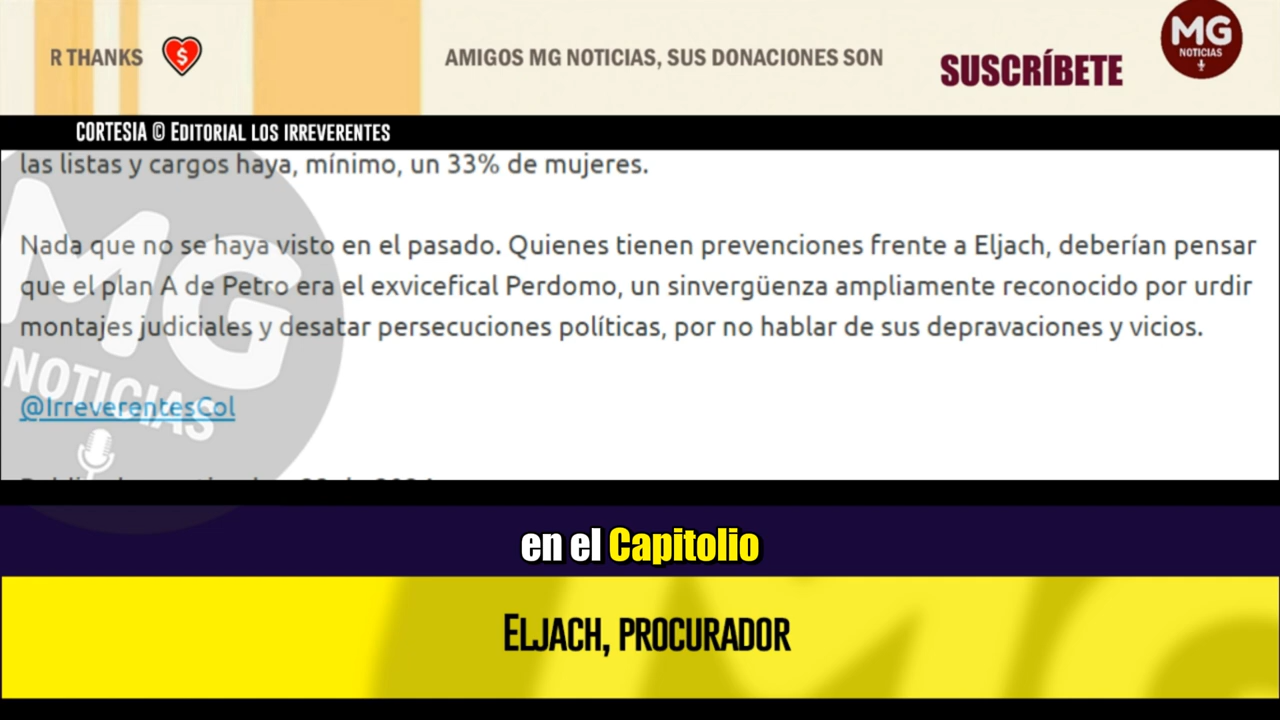 R THANKS
AMIGOS MG NOTICIAS, SUS DONACIONES SON
SUSCRÍBETE
MG
NOTICIAS
CORTESIA © EDITORIAL LOS IRREVERENTES
las listas y cargos haya, mínimo, un 33% de mujeres.
Nada que no se haya visto en el pasado. Quienes tienen prevenciones frente a Eljach, deberían pensar
que el plan A de Petro era el exvicefical Perdomo, un sinvergüenza ampliamente reconocido por urdir
montajes judiciales y desatar persecuciones políticas, por no hablar de sus depravaciones y vicios.
MG
NOTICIAS
@IrreverentesCol
en el Capitolio
ELJACH, PROCURADOR